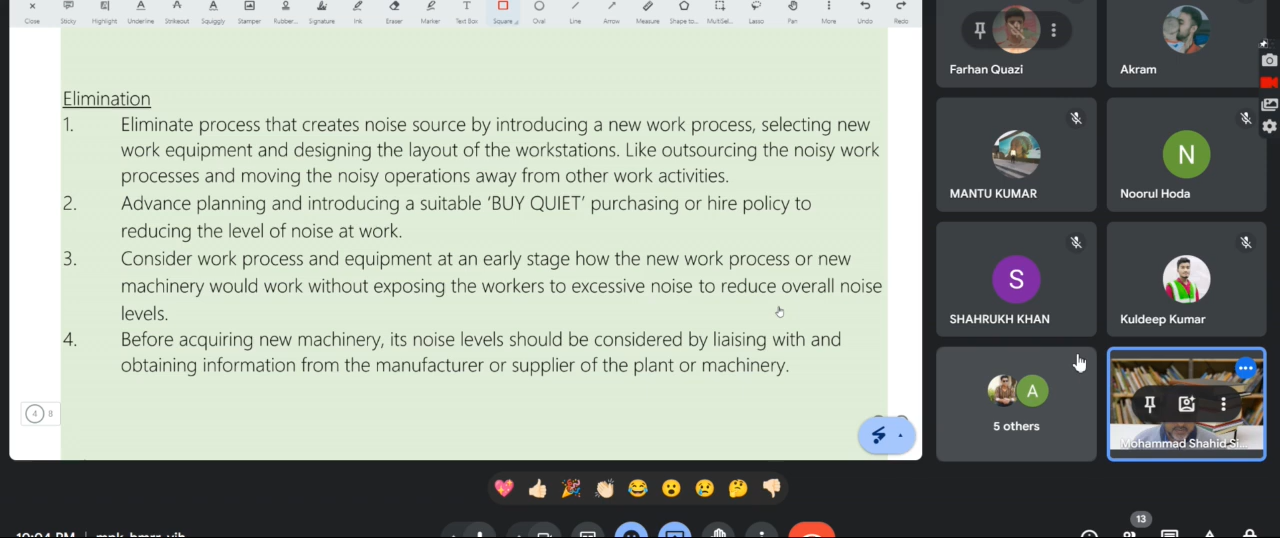 Close Sticky Highlight Underline Strikeout Squiggly Stamper Rubber... Signature Ink Eraser Marker Text Box Square Oval Line Arrow Measure Shape to... MultiSel... Lasso Pan More Undo Redo
Elimination
1. Eliminate process that creates noise source by introducing a new work process, selecting new
work equipment and designing the layout of the workstations. Like outsourcing the noisy work
processes and moving the noisy operations away from other work activities.
2. Advance planning and introducing a suitable ‘BUY QUIET’ purchasing or hire policy to
reducing the level of noise at work.
3. Consider work process and equipment at an early stage how the new work process or new
machinery would work without exposing the workers to excessive noise to reduce overall noise
levels.
4. Before acquiring new machinery, its noise levels should be considered by liaising with and
obtaining information from the manufacturer or supplier of the plant or machinery.
4 8
Farhan Quazi
Akram
MANTU KUMAR
N
Noorul Hoda
S
SHAHRUKH KHAN
Kuldeep Kumar
A
5 others
Mohammad Shahid Si...
13
10:04 PM